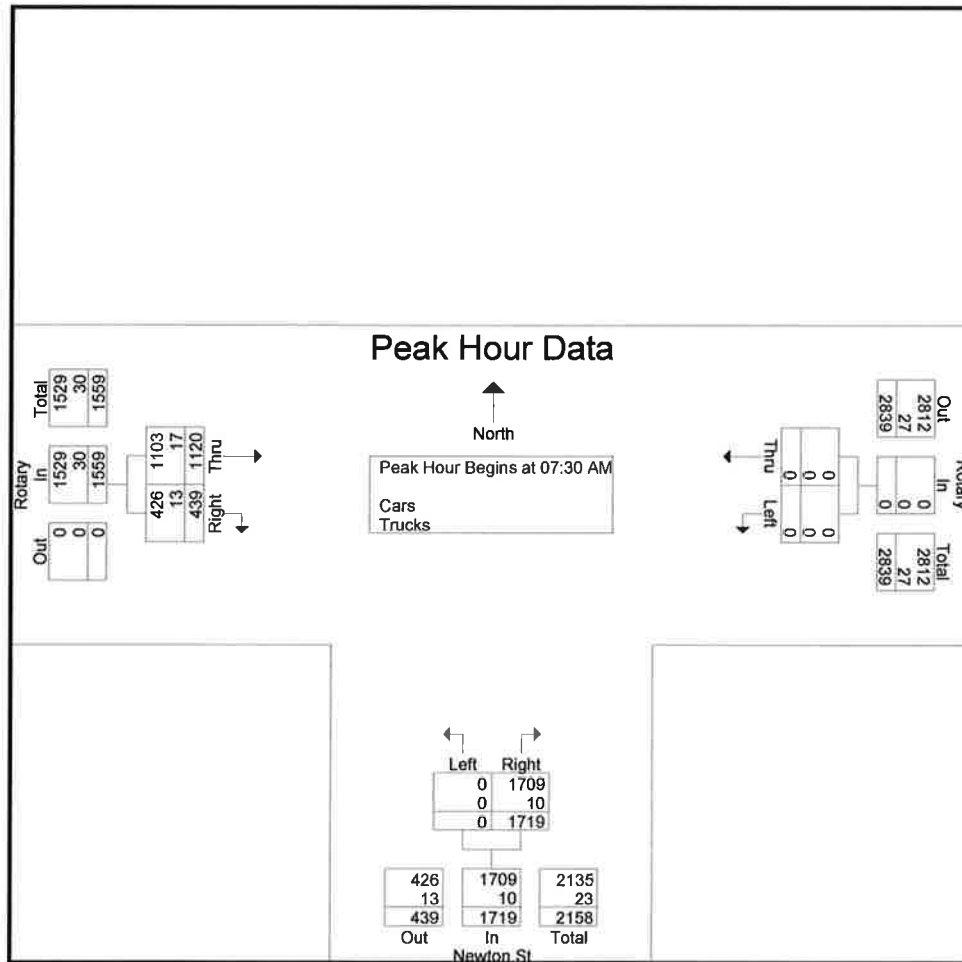 Peak Hour Data
North
Peak Hour Begins at 07:30 AM
Cars
Trucks
Rotary
Out In Total
0 1529 1529
0 30 30
0 1559 1559
Thru Right
1103 426
17 13
1120 439
Rotary
Out In Total
2812 0 2812
27 0 27
2839 0 2839
Thru Left
0 0
0 0
0 0
Left Right
0 1709
0 10
0 1719
426 1709 2135
13 10 23
439 1719 2158
Out In Total
Newton St